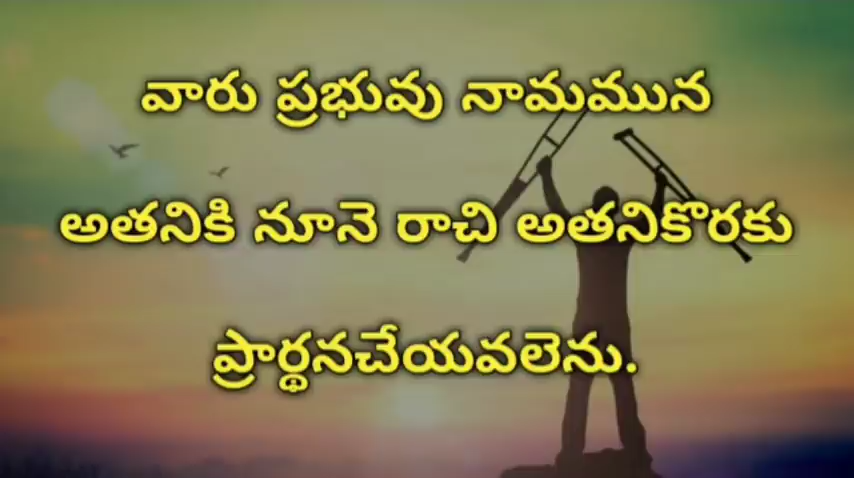 వారు ప్రభువు నామమున
అతనికి నూనె రాచి అతనికొరకు
ప్రార్థనచేయవలెను.